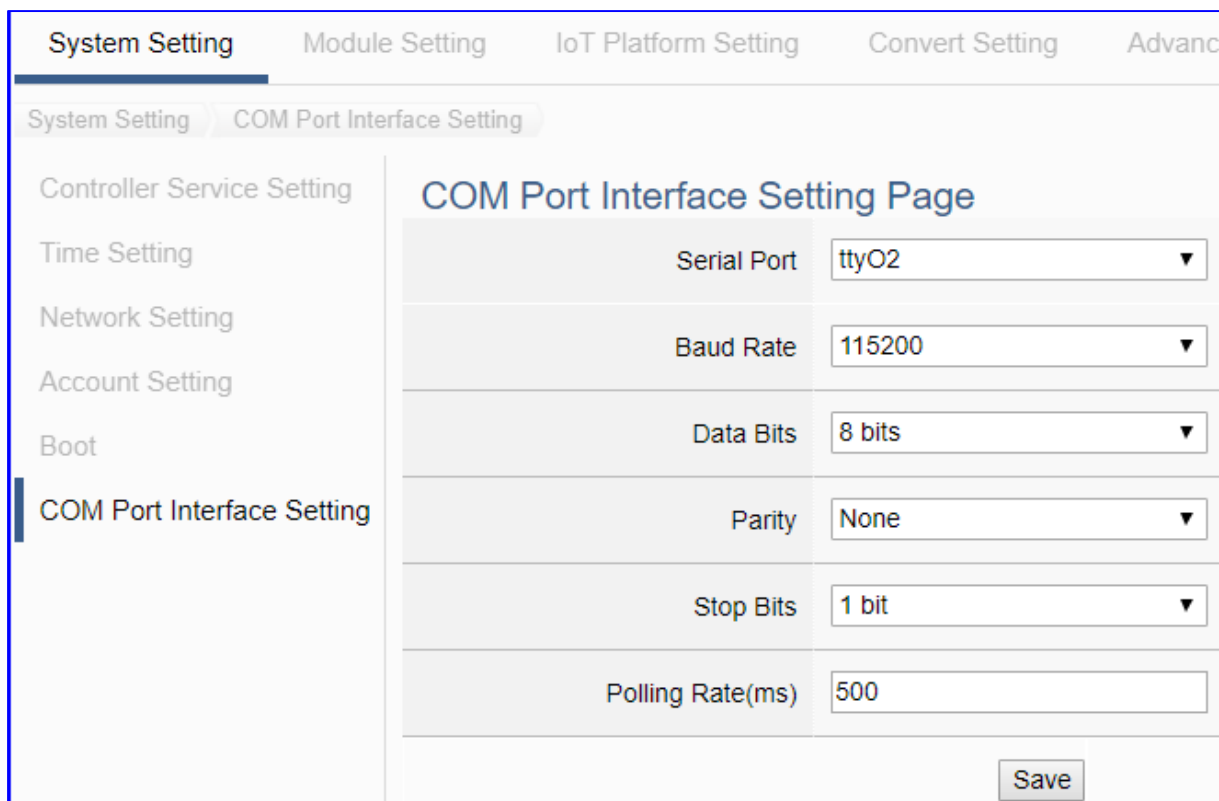 System Setting Module Setting IoT Platform Setting Convert Setting Advanc
System Setting COM Port Interface Setting
Controller Service Setting
Time Setting
Network Setting
Account Setting
Boot
COM Port Interface Setting
COM Port Interface Setting Page
Serial Port ttyO2
Baud Rate 115200
Data Bits 8 bits
Parity None
Stop Bits 1 bit
Polling Rate(ms) 500
Save